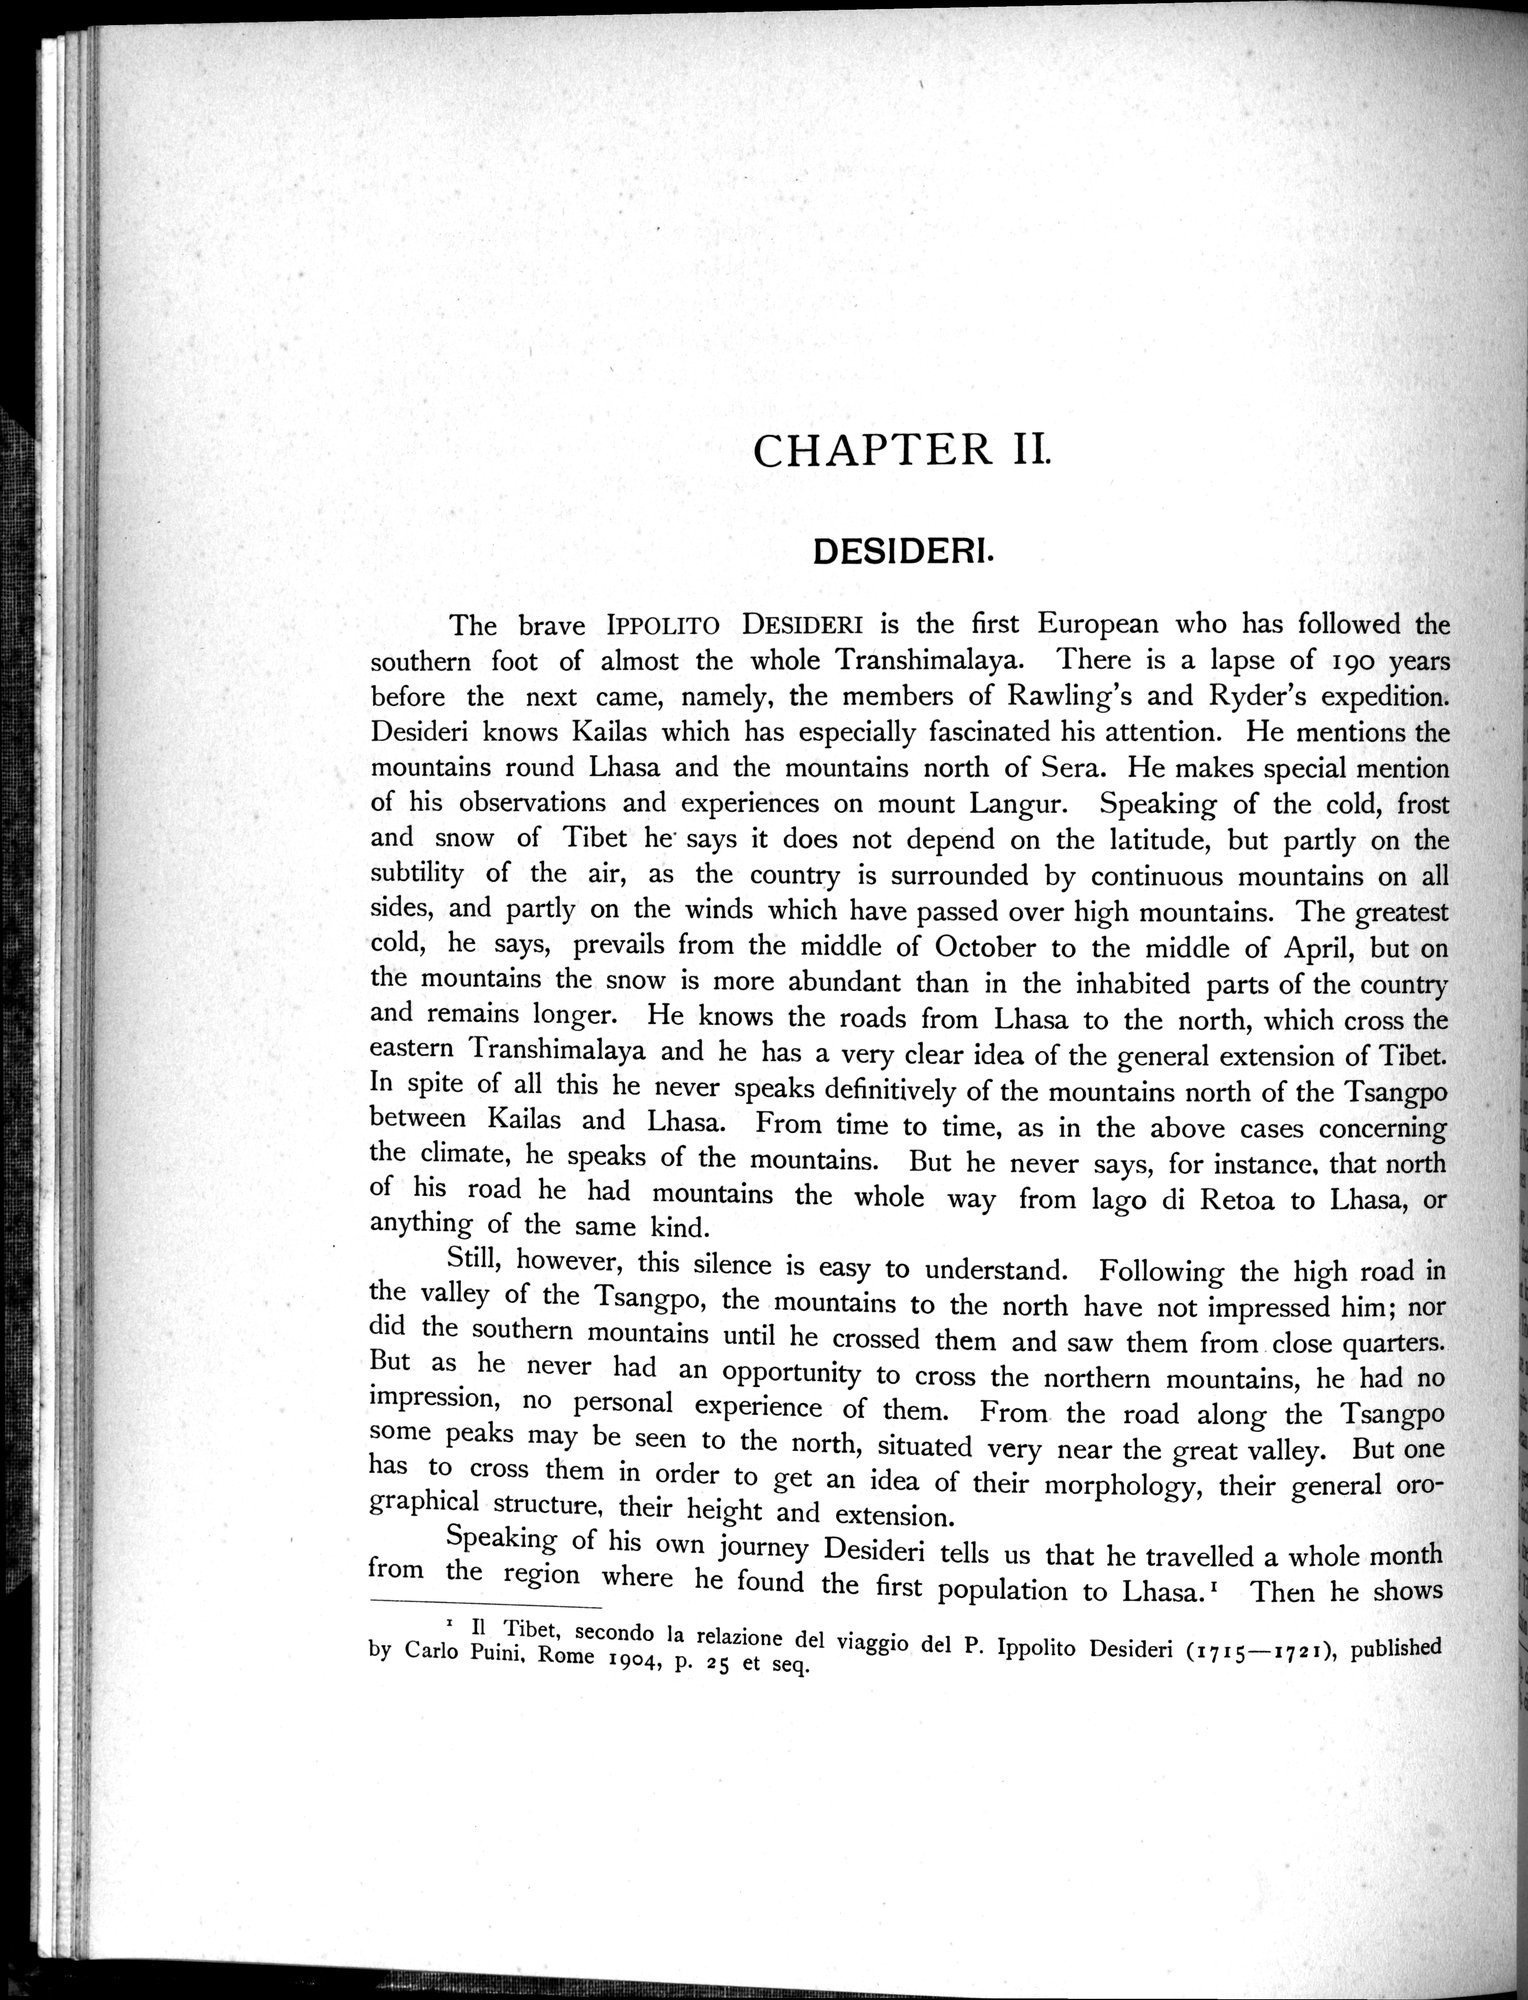 CHAPTER II.
DESIDERI.
The brave IPPOLITO DESIDERI is the first European who has followed the
southern foot of almost the whole Transhimalaya. There is a lapse of 190 years
before the next came, namely, the members of Rawling's and Ryder's expedition.
Desideri knows Kailas which has especially fascinated his attention. He mentions the
mountains round Lhasa and the mountains north of Sera. He makes special mention
of his observations and experiences on mount Langur. Speaking of the cold, frost
and snow of Tibet he says it does not depend on the latitude, but partly on the
subtility of the air, as the country is surrounded by continuous mountains on all
sides, and partly on the winds which have passed over high mountains. The greatest
cold, he says, prevails from the middle of October to the middle of April, but on
the mountains the snow is more abundant than in the inhabited parts of the country
and remains longer. He knows the roads from Lhasa to the north, which cross the
eastern Transhimalaya and he has a very clear idea of the general extension of Tibet.
In spite of all this he never speaks definitively of the mountains north of the Tsangpo
between Kailas and Lhasa. From time to time, as in the above cases concerning
the climate, he speaks of the mountains. But he never says, for instance, that north
of his road he had mountains the whole way from lago di Retoa to Lhasa, or
anything of the same kind.
Still, however, this silence is easy to understand. Following the high road in
the valley of the Tsangpo, the mountains to the north have not impressed him; nor
did the southern mountains until he crossed them and saw them from close quarters.
But as he never had an opportunity to cross the northern mountains, he had no
impression, no personal experience of them. From the road along the Tsangpo
some peaks may be seen to the north, situated very near the great valley. But one
has to cross them in order to get an idea of their morphology, their general oro-
graphical structure, their height and extension.
Speaking of his own journey Desideri tells us that he travelled a whole month
from the region where he found the first population to Lhasa.¹ Then he shows
¹ Il Tibet, secondo la relazione del viaggio del P. Ippolito Desideri (1715—1721), published
by Carlo Puini, Rome 1904, p. 25 et seq.